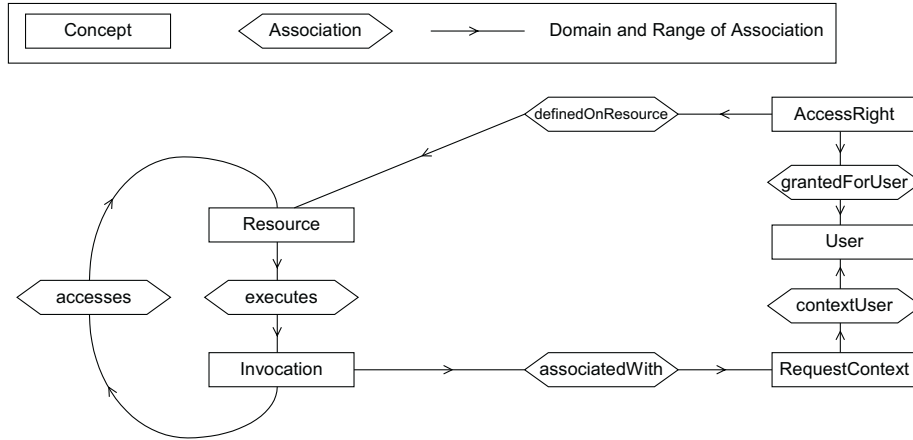 Concept
Association
Domain and Range of Association
definedOnResource
AccessRight
grantedForUser
Resource
User
accesses
executes
contextUser
Invocation
associatedWith
RequestContext